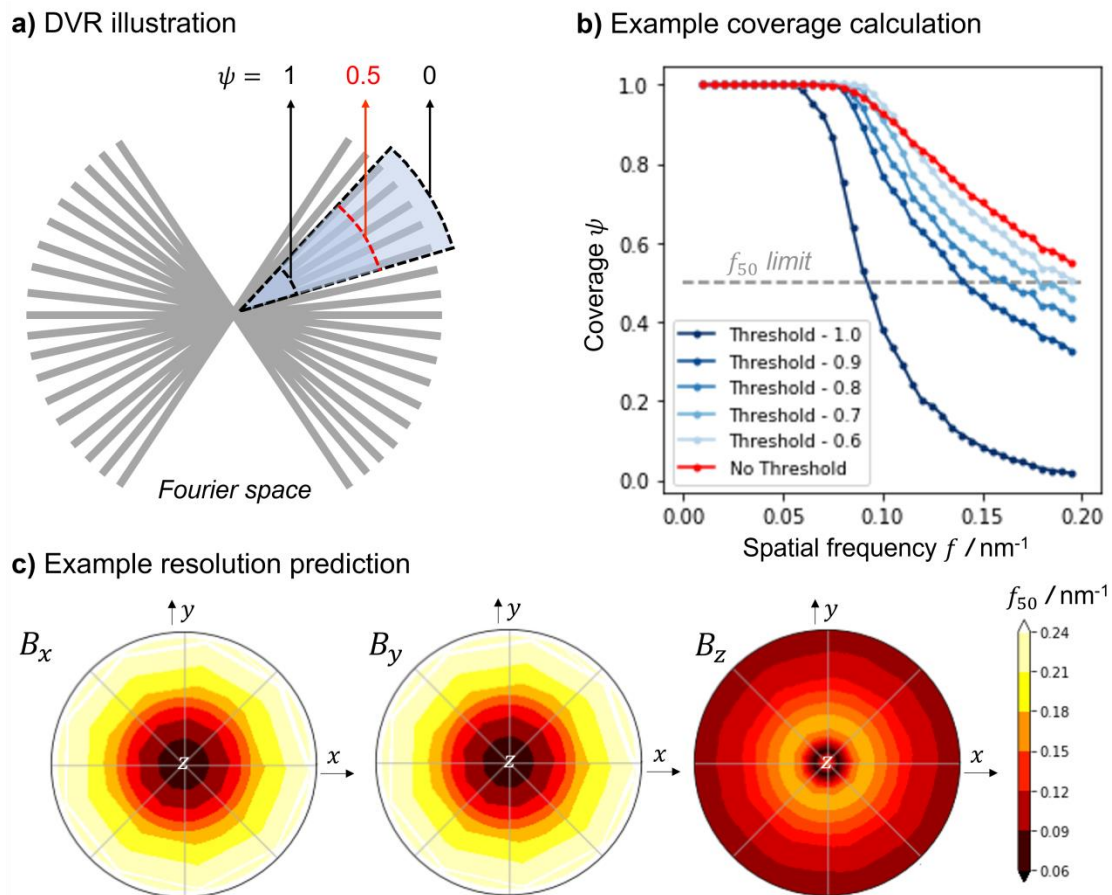 a) DVR illustration
ψ = 1 0.5 0
Fourier space
b) Example coverage calculation
Coverage ψ
1.0
0.8
0.6
0.4
0.2
0.0
f₅₀ limit
Threshold - 1.0
Threshold - 0.9
Threshold - 0.8
Threshold - 0.7
Threshold - 0.6
No Threshold
0.00 0.05 0.10 0.15 0.20
Spatial frequency f / nm⁻¹
c) Example resolution prediction
Bₓ
y
x
z
B_y
y
x
z
B_z
y
x
z
f₅₀ / nm⁻¹
0.24
0.21
0.18
0.15
0.12
0.09
0.06